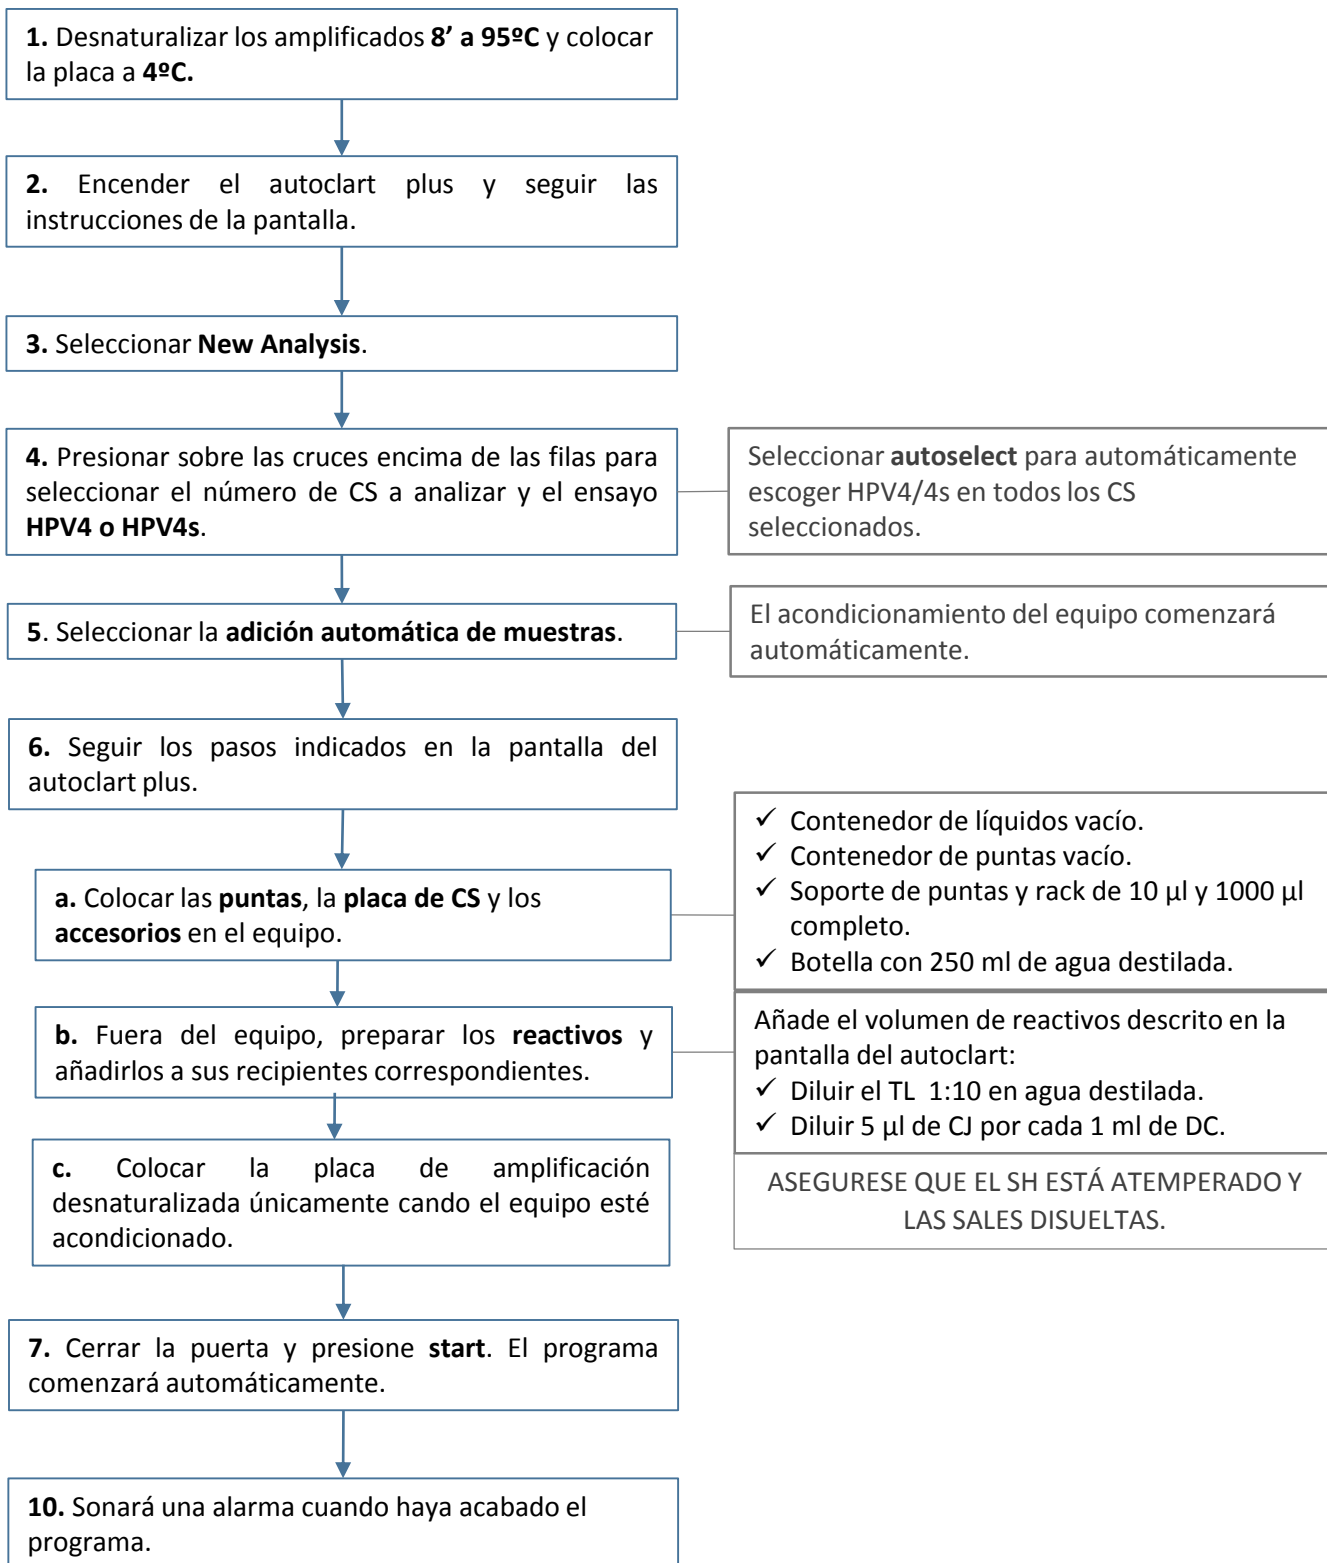 1. Desnaturalizar los amplificados 8’ a 95ºC y colocar
la placa a 4ºC.
2. Encender el autoclart plus y seguir las
instrucciones de la pantalla.
3. Seleccionar New Analysis.
4. Presionar sobre las cruces encima de las filas para
seleccionar el número de CS a analizar y el ensayo
HPV4 o HPV4s.
Seleccionar autoselect para automáticamente
escoger HPV4/4s en todos los CS
seleccionados.
5. Seleccionar la adición automática de muestras.
El acondicionamiento del equipo comenzará
automáticamente.
6. Seguir los pasos indicados en la pantalla del
autoclart plus.
a. Colocar las puntas, la placa de CS y los
accesorios en el equipo.
✓ Contenedor de líquidos vacío.
✓ Contenedor de puntas vacío.
✓ Soporte de puntas y rack de 10 µl y 1000 µl
completo.
✓ Botella con 250 ml de agua destilada.
b. Fuera del equipo, preparar los reactivos y
añadirlos a sus recipientes correspondientes.
Añade el volumen de reactivos descrito en la
pantalla del autoclart:
✓ Diluir el TL 1:10 en agua destilada.
✓ Diluir 5 µl de CJ por cada 1 ml de DC.
ASEGURESE QUE EL SH ESTÁ ATEMPERADO Y
LAS SALES DISUELTAS.
c. Colocar la placa de amplificación
desnaturalizada únicamente cando el equipo esté
acondicionado.
7. Cerrar la puerta y presione start. El programa
comenzará automáticamente.
10. Sonará una alarma cuando haya acabado el
programa.